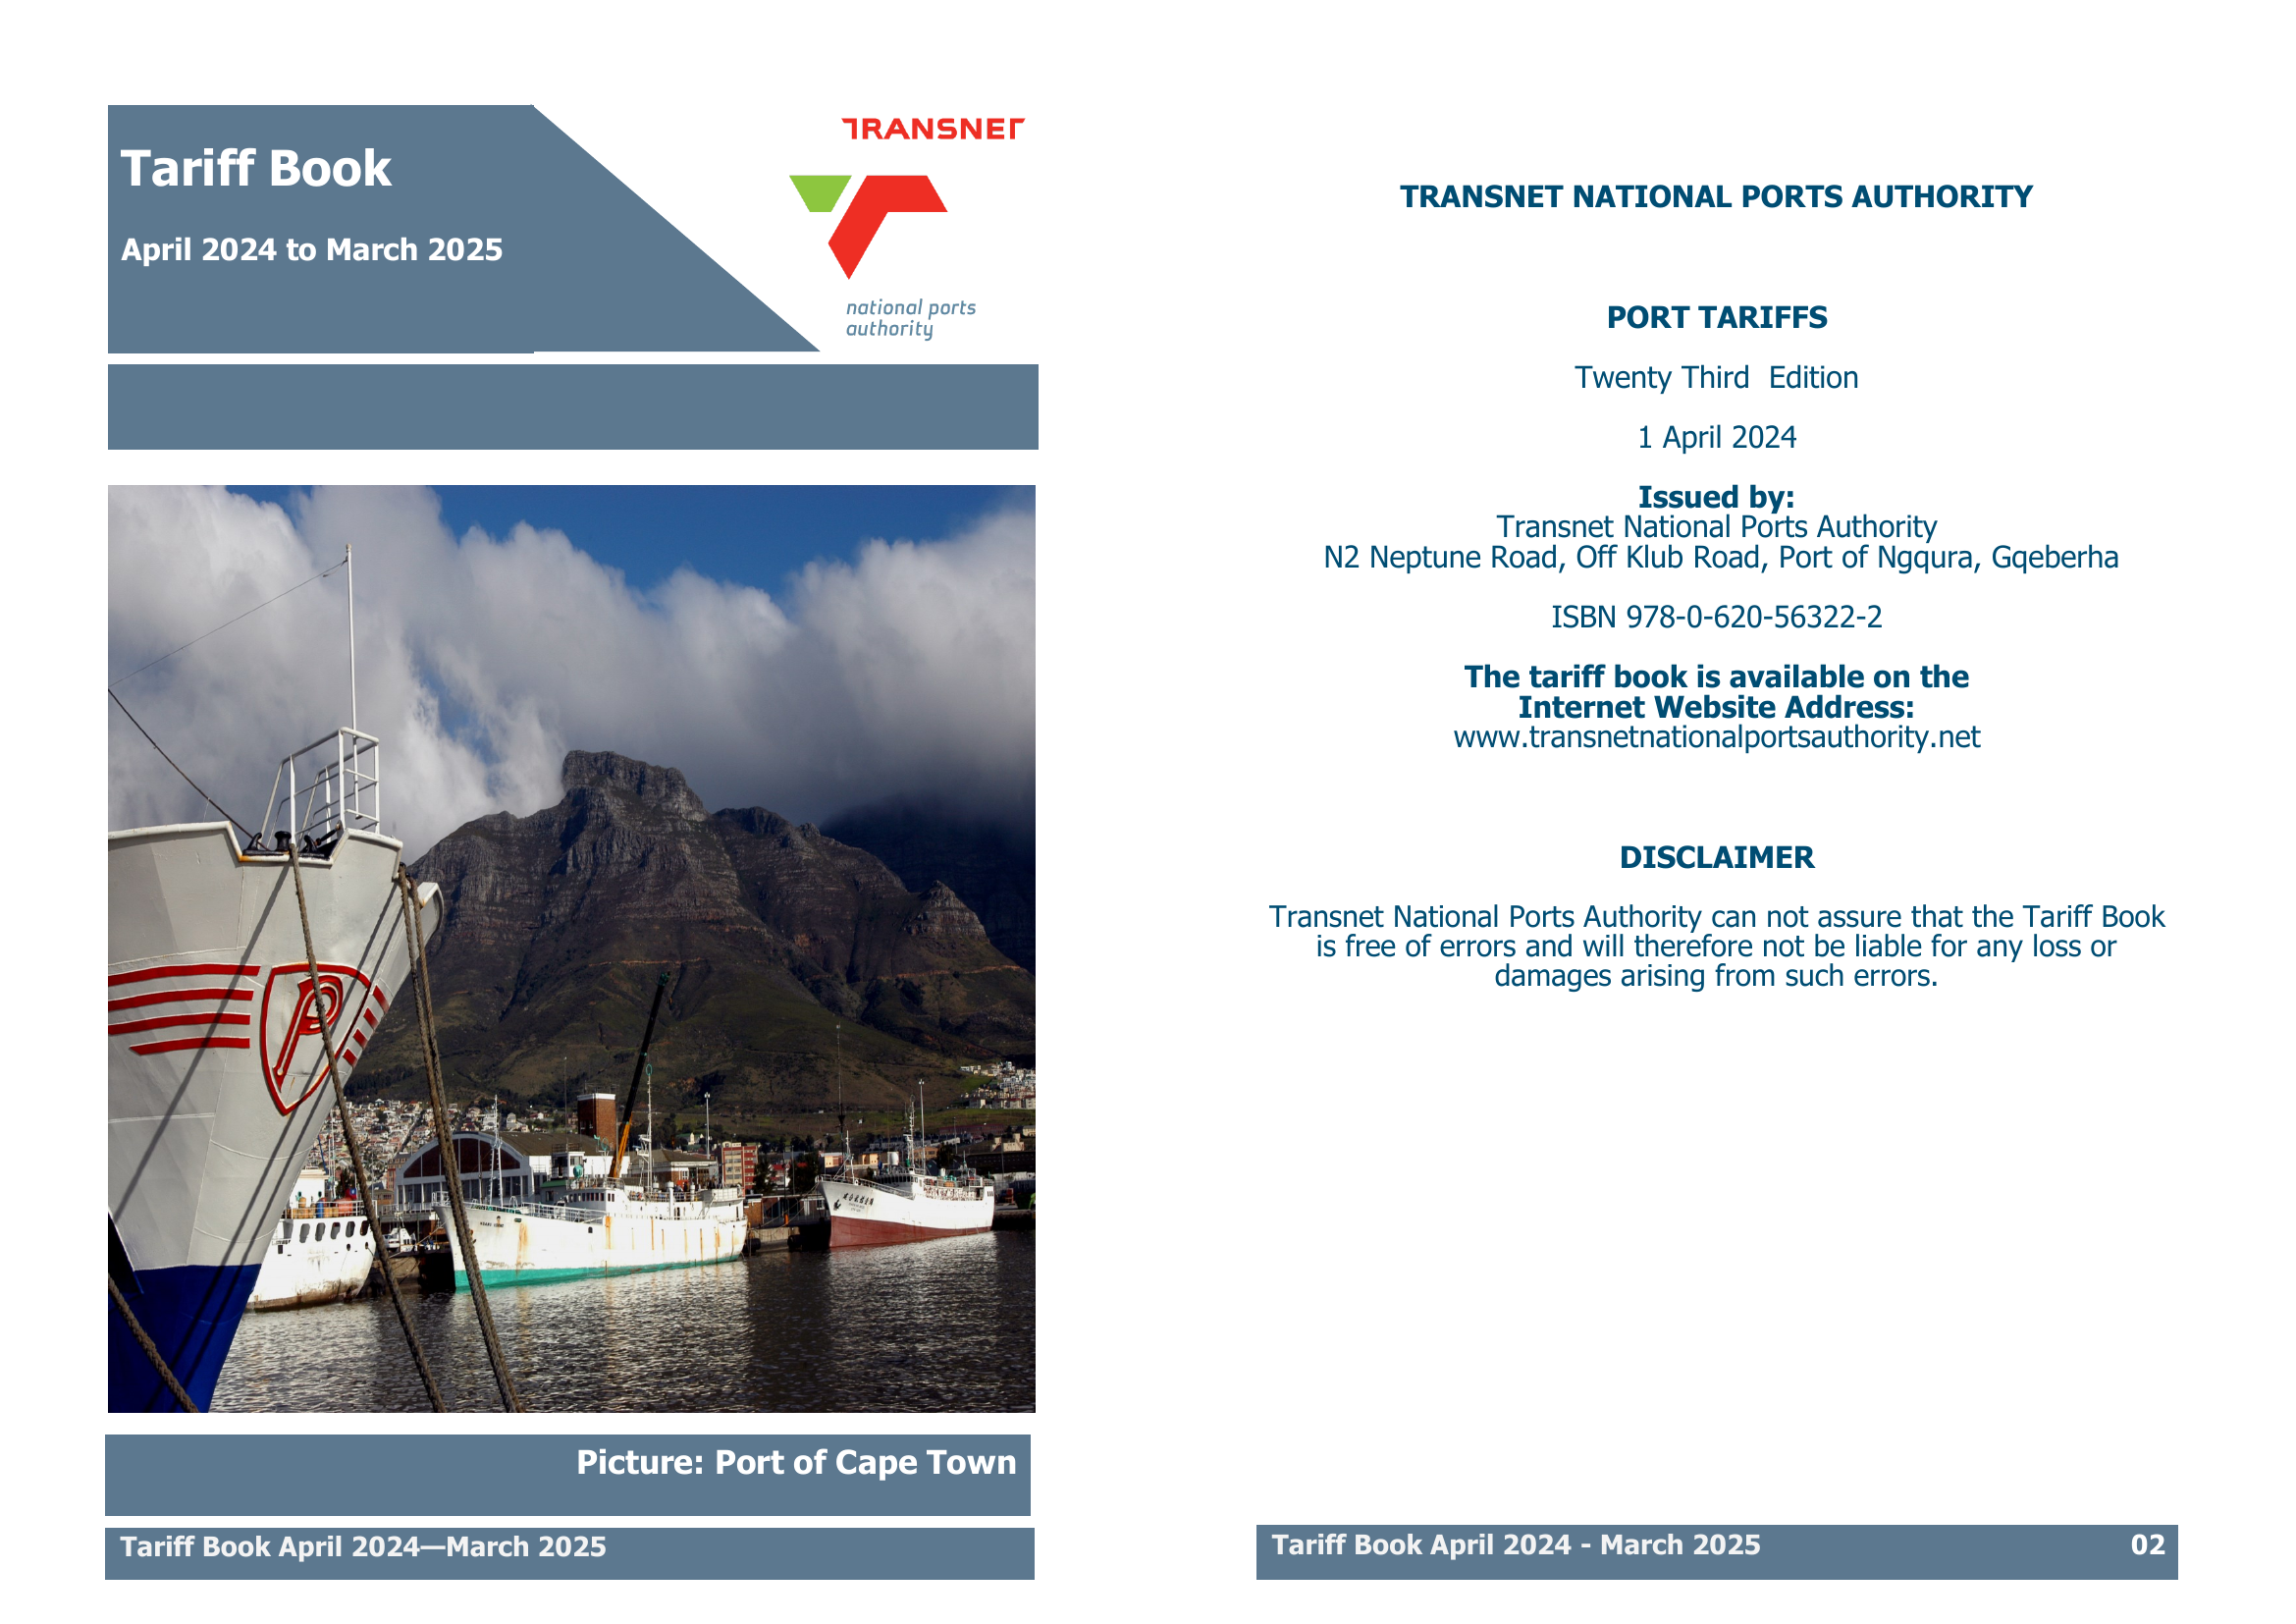 Tariff Book
April 2024 to March 2025
TRANSNET
national ports
authority
P
Picture: Port of Cape Town
Tariff Book April 2024—March 2025
TRANSNET NATIONAL PORTS AUTHORITY
PORT TARIFFS
Twenty Third Edition
1 April 2024
Issued by:
Transnet National Ports Authority
N2 Neptune Road, Off Klub Road, Port of Ngqura, Gqeberha
ISBN 978-0-620-56322-2
The tariff book is available on the
Internet Website Address:
www.transnetnationalportsauthority.net
DISCLAIMER
Transnet National Ports Authority can not assure that the Tariff Book
is free of errors and will therefore not be liable for any loss or
damages arising from such errors.
Tariff Book April 2024 - March 2025 02